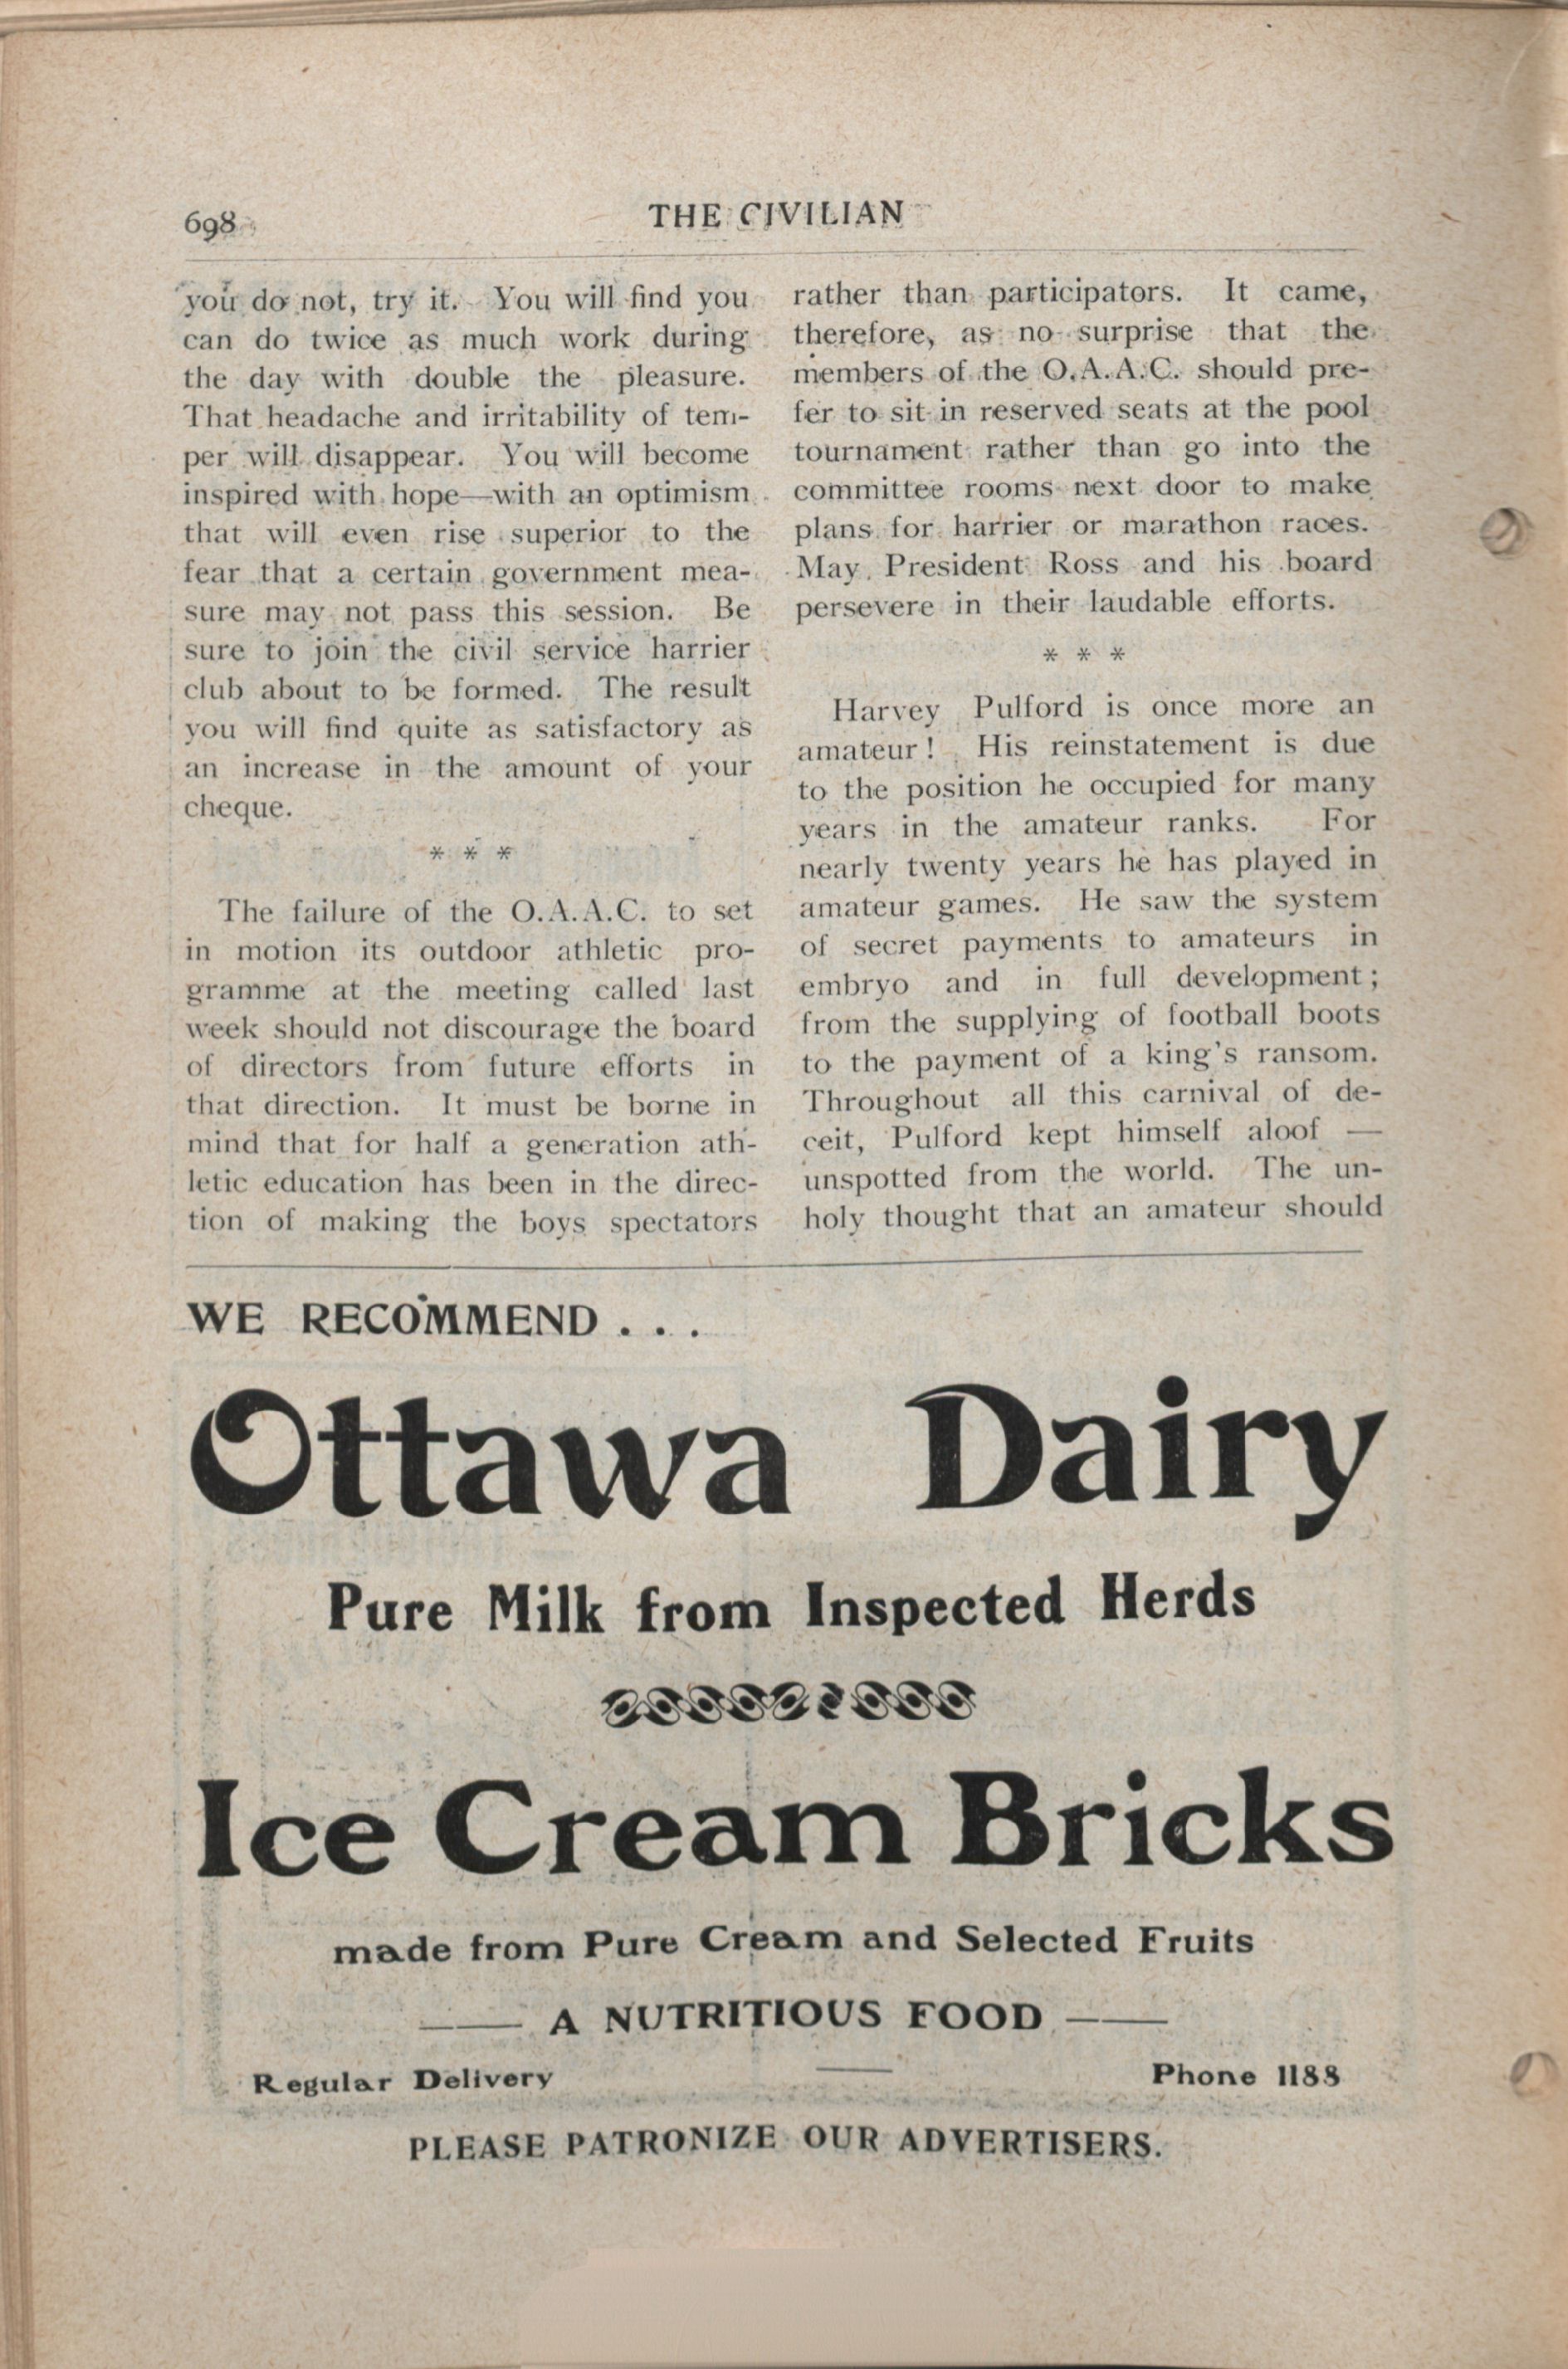 698
THE CIVILIAN
you do not, try it. You will find you
can do twice as much work during
the day with double the pleasure.
That headache and irritability of tem-
per will disappear. You will become
inspired with hope—with an optimism
that will even rise superior to the
fear that a certain government mea-
sure may not pass this session. Be
sure to join the civil service harrier
club about to be formed. The result
you will find quite as satisfactory as
an increase in the amount of your
cheque.
* * *
The failure of the O.A.A.C. to set
in motion its outdoor athletic pro-
gramme at the meeting called last
week should not discourage the board
of directors from future efforts in
that direction. It must be borne in
mind that for half a generation ath-
letic education has been in the direc-
tion of making the boys spectators
rather than participators. It came,
therefore, as no surprise that the
members of the O.A.A.C. should pre-
fer to sit in reserved seats at the pool
tournament rather than go into the
committee rooms next door to make
plans for harrier or marathon races.
May President Ross and his board
persevere in their laudable efforts.
* * *
Harvey Pulford is once more an
amateur! His reinstatement is due
to the position he occupied for many
years in the amateur ranks. For
nearly twenty years he has played in
amateur games. He saw the system
of secret payments to amateurs in
embryo and in full development;
from the supplying of football boots
to the payment of a king's ransom.
Throughout all this carnival of de-
ceit, Pulford kept himself aloof —
unspotted from the world. The un-
holy thought that an amateur should
WE RECOMMEND . . .
Ottawa Dairy
Pure Milk from Inspected Herds
Ice Cream Bricks
made from Pure Cream and Selected Fruits
—— A NUTRITIOUS FOOD ——
Regular Delivery — Phone 1188
PLEASE PATRONIZE OUR ADVERTISERS.